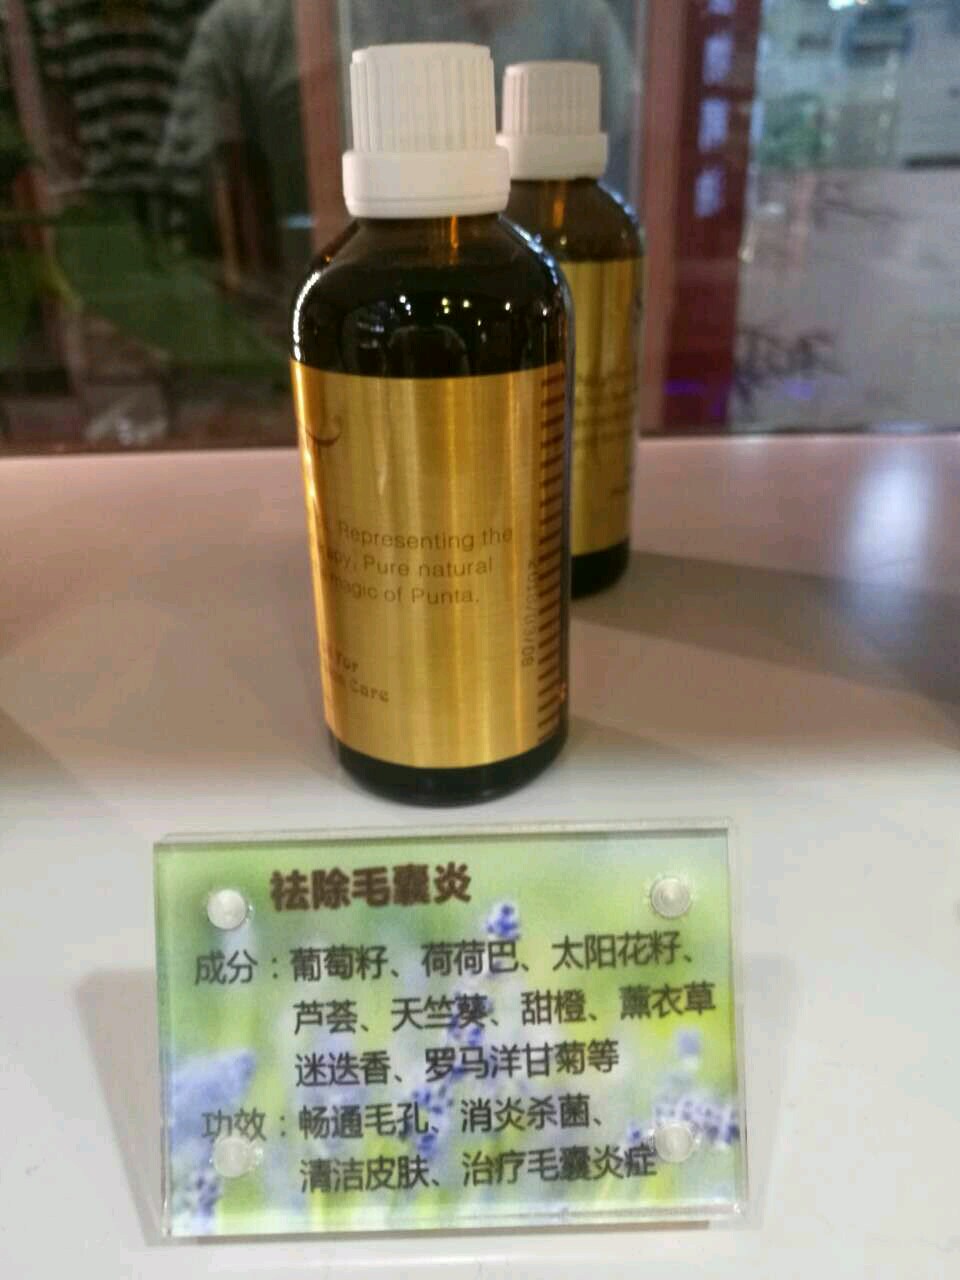 Representing the
Pure natural
magic of Punta.
for
care
祛除毛囊炎
成分：葡萄籽、荷荷巴、太阳花籽、
芦荟、天竺葵、甜橙、薰衣草
迷迭香、罗马洋甘菊等
功效：畅通毛孔、消炎杀菌、
清洁皮肤、治疗毛囊炎症